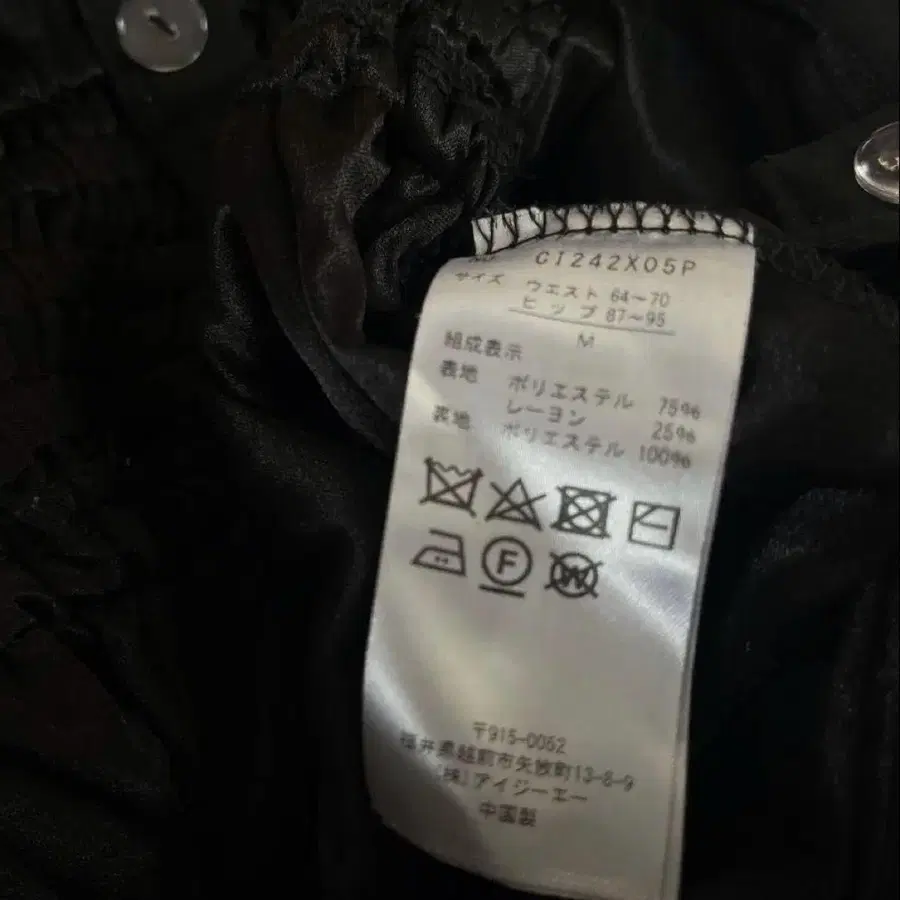 CI242X05P
サイズ
ウエスト 64～70
ヒップ 87～95
M
組成表示
表地 ポリエステル 75%
レーヨン 25%
表地 ポリエステル 100%
F
W
〒915-0052
福井県越前市矢放町13-8-9
(株)アイジーエー
中国製